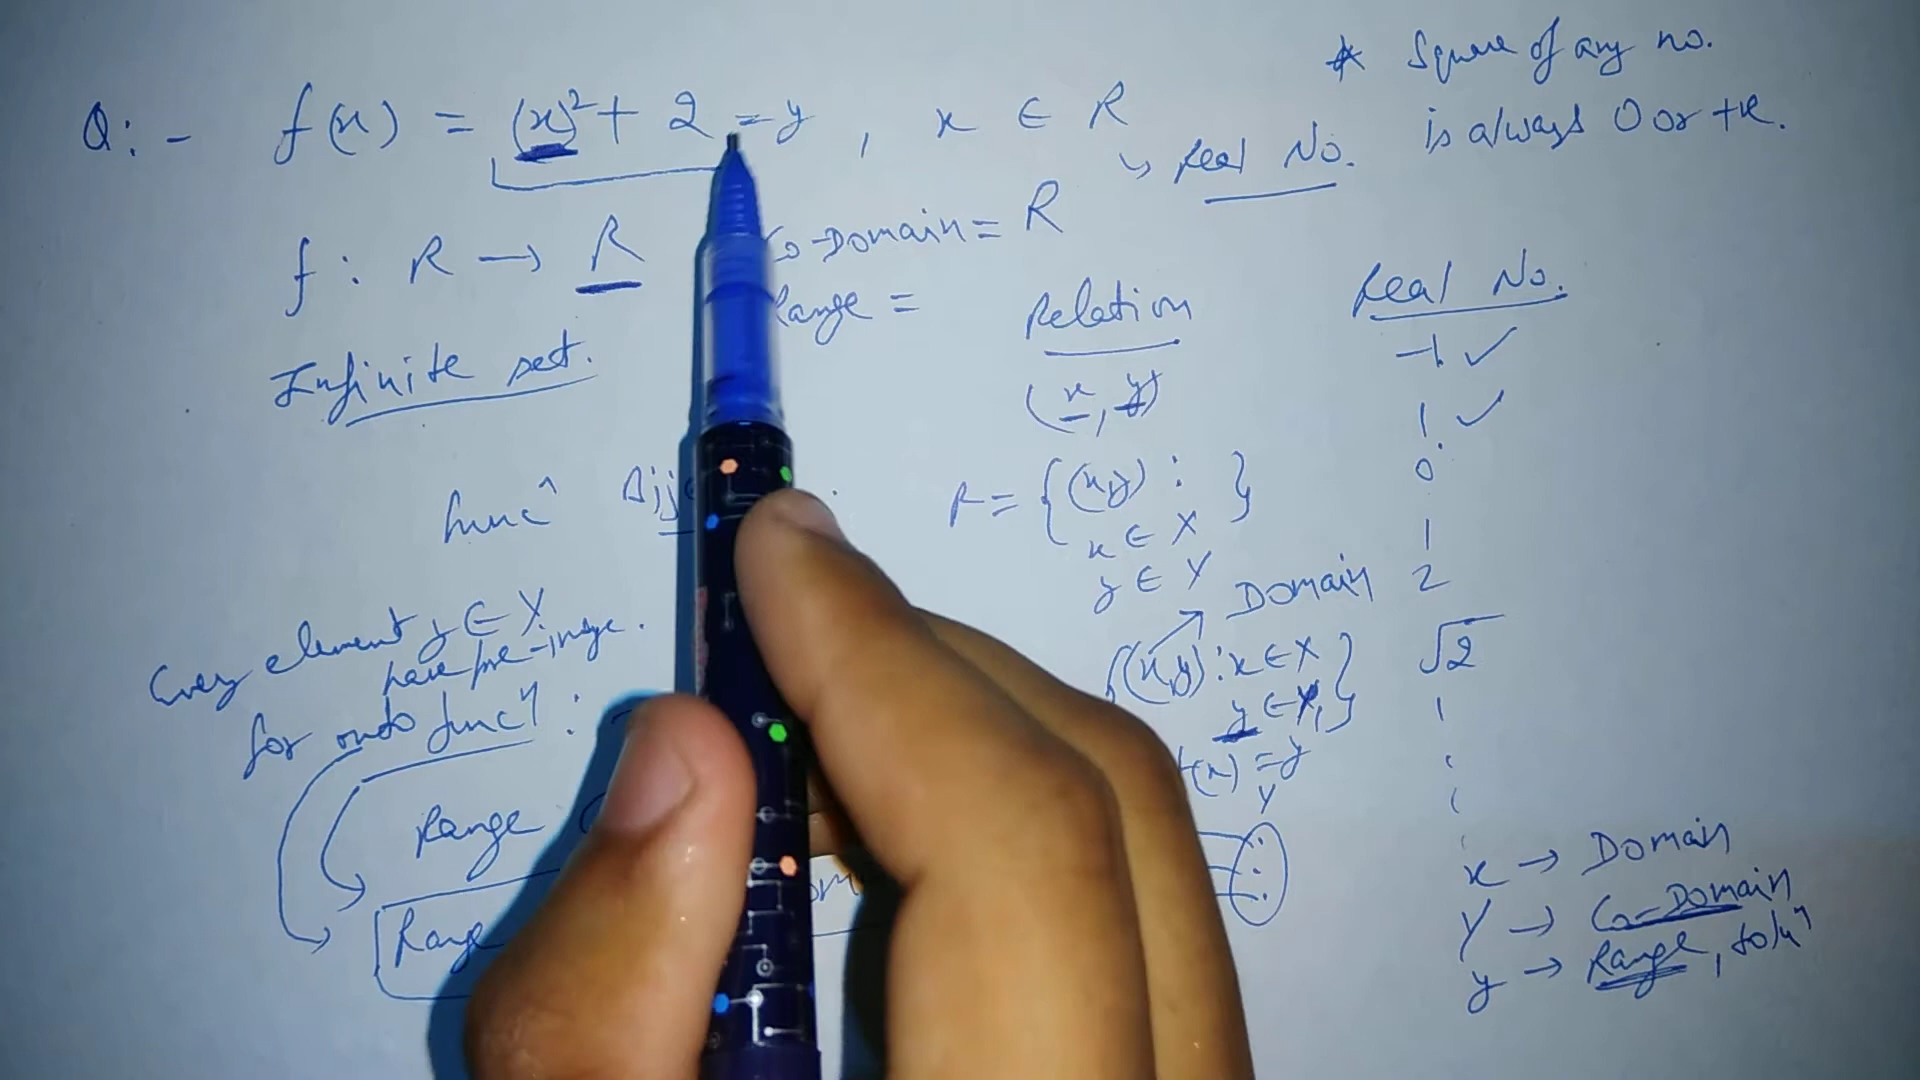 Q:- f(x) = (x)²+ 2 = y , x ∈ R
↳ Real No.
* Square of any no.
is always 0 or +ve.
f : R → R
Co-Domain = R
Range =
Infinite set.
Relation
(x, y)
R = {(x,y) : }
x ∈ X
y ∈ Y
Domain
{(x,y): x ∈ X
y ∈ Y, }
f(x) = y
Y
Real No.
-1. ✓
1 ✓
0
1
2
√2
Every element y ∈ Y
have pre-image.
for onto funcⁿ :
Range
Range
x → Domain
Y → Co-Domain
y → Range, solⁿ